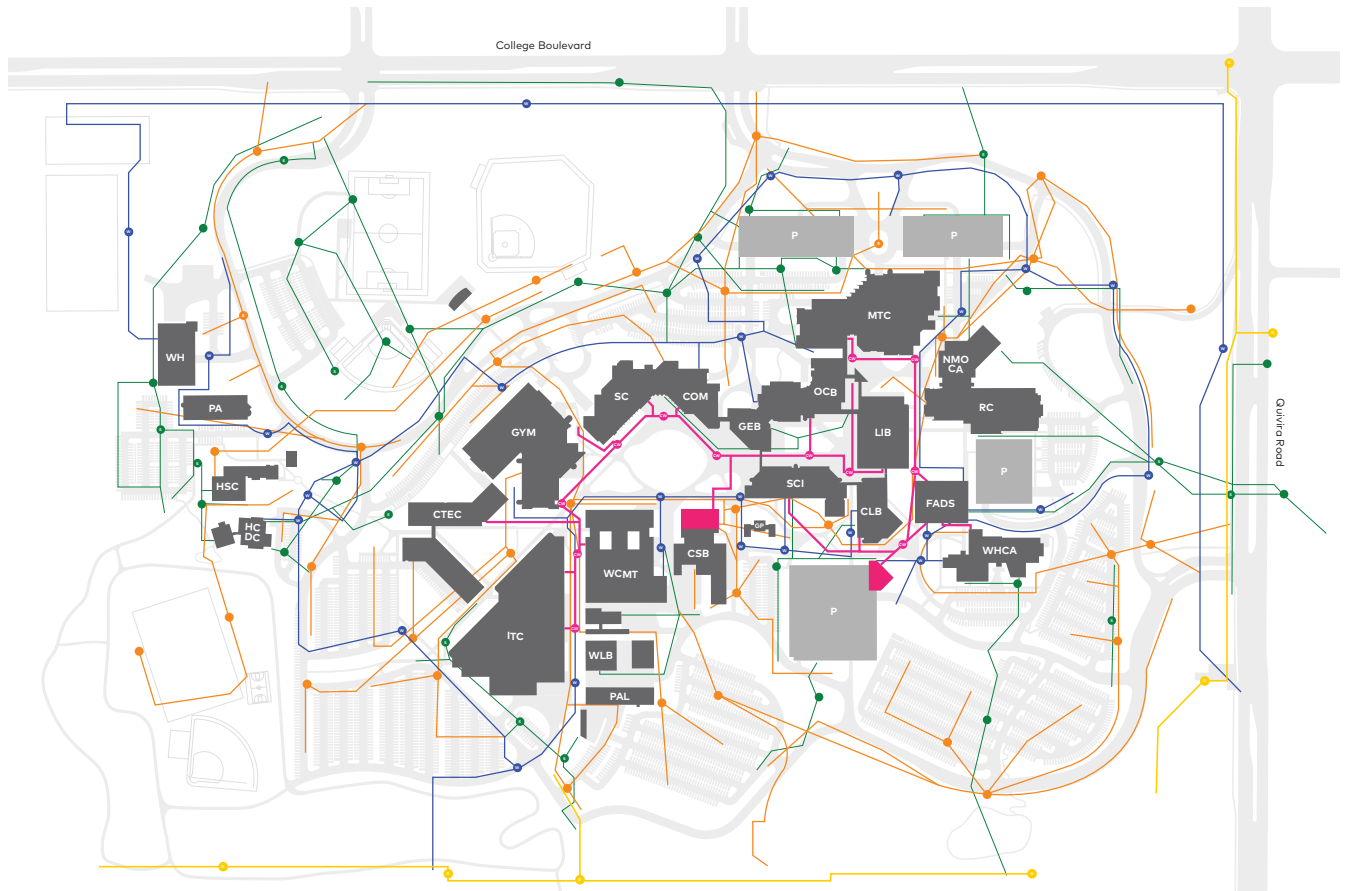 College Boulevard
P
P
MTC
WH
NMO
CA
PA
SC
COM
OCB
RC
GYM
GEB
LIB
Quivira Road
P
HSC
SCI
CTEC
CLB
FADS
HC
DC
GP
CSB
WHCA
WCMT
P
ITC
WLB
PAL